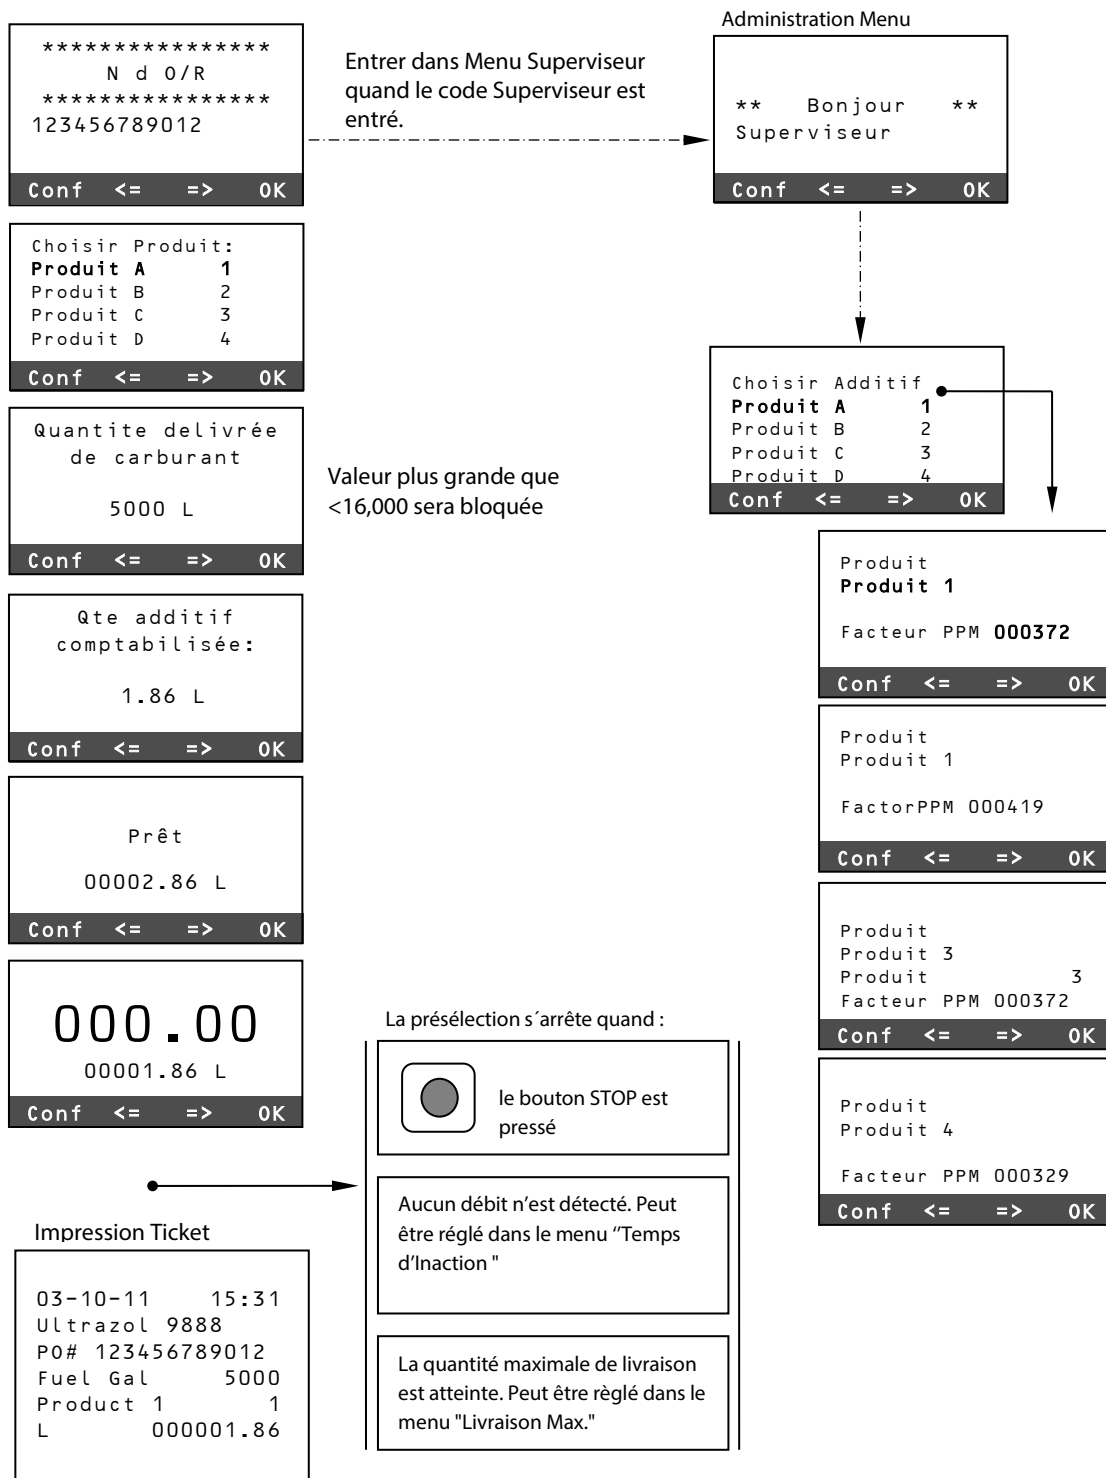 ****************
N d O/R
****************
123456789012
Conf <= => OK
Entrer dans Menu Superviseur
quand le code Superviseur est
entré.
Administration Menu
** Bonjour **
Superviseur
Conf <= => OK
Choisir Produit:
Produit A 1
Produit B 2
Produit C 3
Produit D 4
Conf <= => OK
Quantite delivrée
de carburant
5000 L
Conf <= => OK
Valeur plus grande que
<16,000 sera bloquée
Choisir Additif
Produit A 1
Produit B 2
Produit C 3
Produit D 4
Conf <= => OK
Qte additif
comptabilisée:
1.86 L
Conf <= => OK
Prêt
00002.86 L
Conf <= => OK
000.00
00001.86 L
Conf <= => OK
Produit
Produit 1
Facteur PPM 000372
Conf <= => OK
Produit
Produit 1
FactorPPM 000419
Conf <= => OK
Produit
Produit 3
Produit 3
Facteur PPM 000372
Conf <= => OK
Produit
Produit 4
Facteur PPM 000329
Conf <= => OK
La présélection s´arrête quand :
le bouton STOP est
pressé
Aucun débit n’est détecté. Peut
être réglé dans le menu ‘’Temps
d’Inaction "
La quantité maximale de livraison
est atteinte. Peut être règlé dans le
menu "Livraison Max."
Impression Ticket
03-10-11 15:31
Ultrazol 9888
PO# 123456789012
Fuel Gal 5000
Product 1 1
L 000001.86